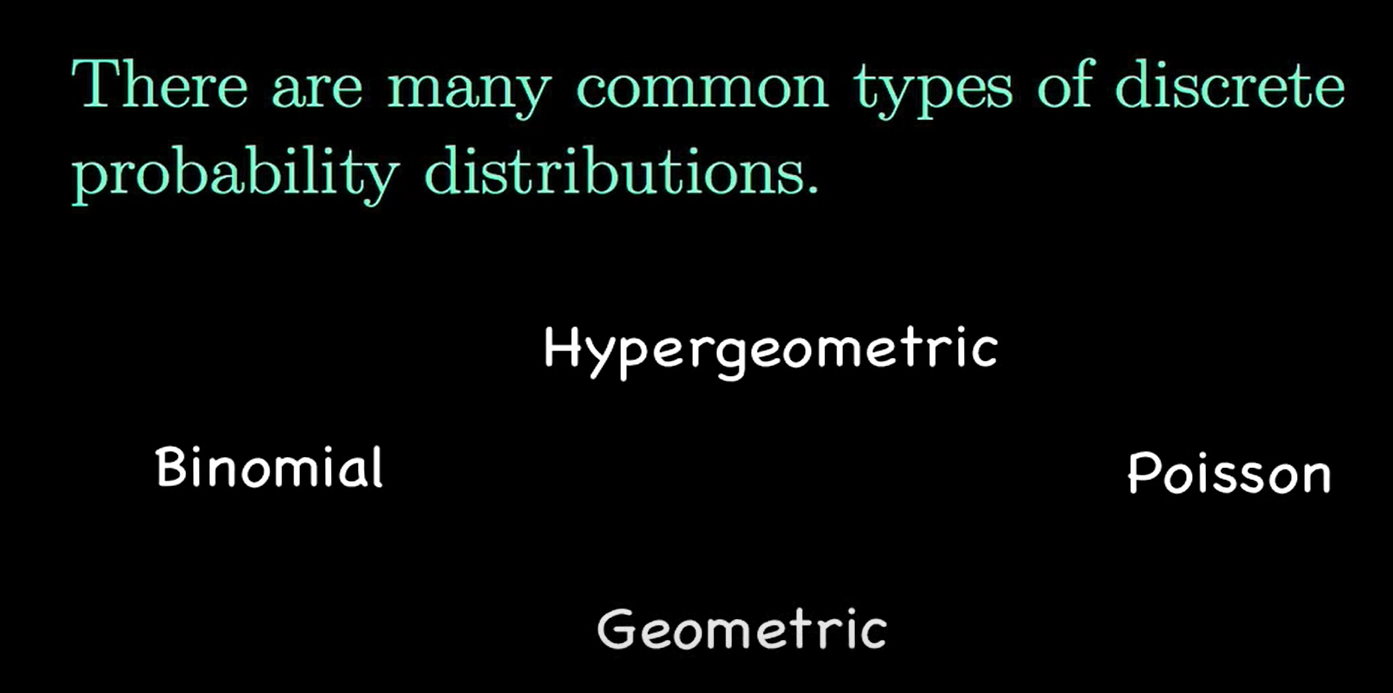 There are many common types of discrete
probability distributions.
Hypergeometric
Binomial
Poisson
Geometric